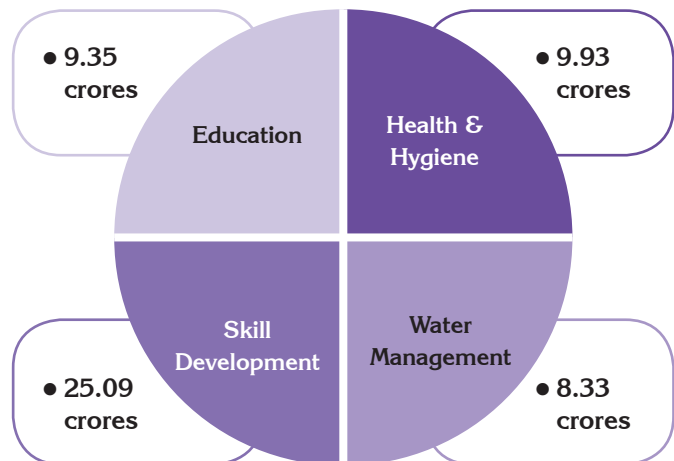 • 9.35
crores
Education
Health &
Hygiene
• 9.93
crores
Skill
Development
• 25.09
crores
Water
Management
• 8.33
crores